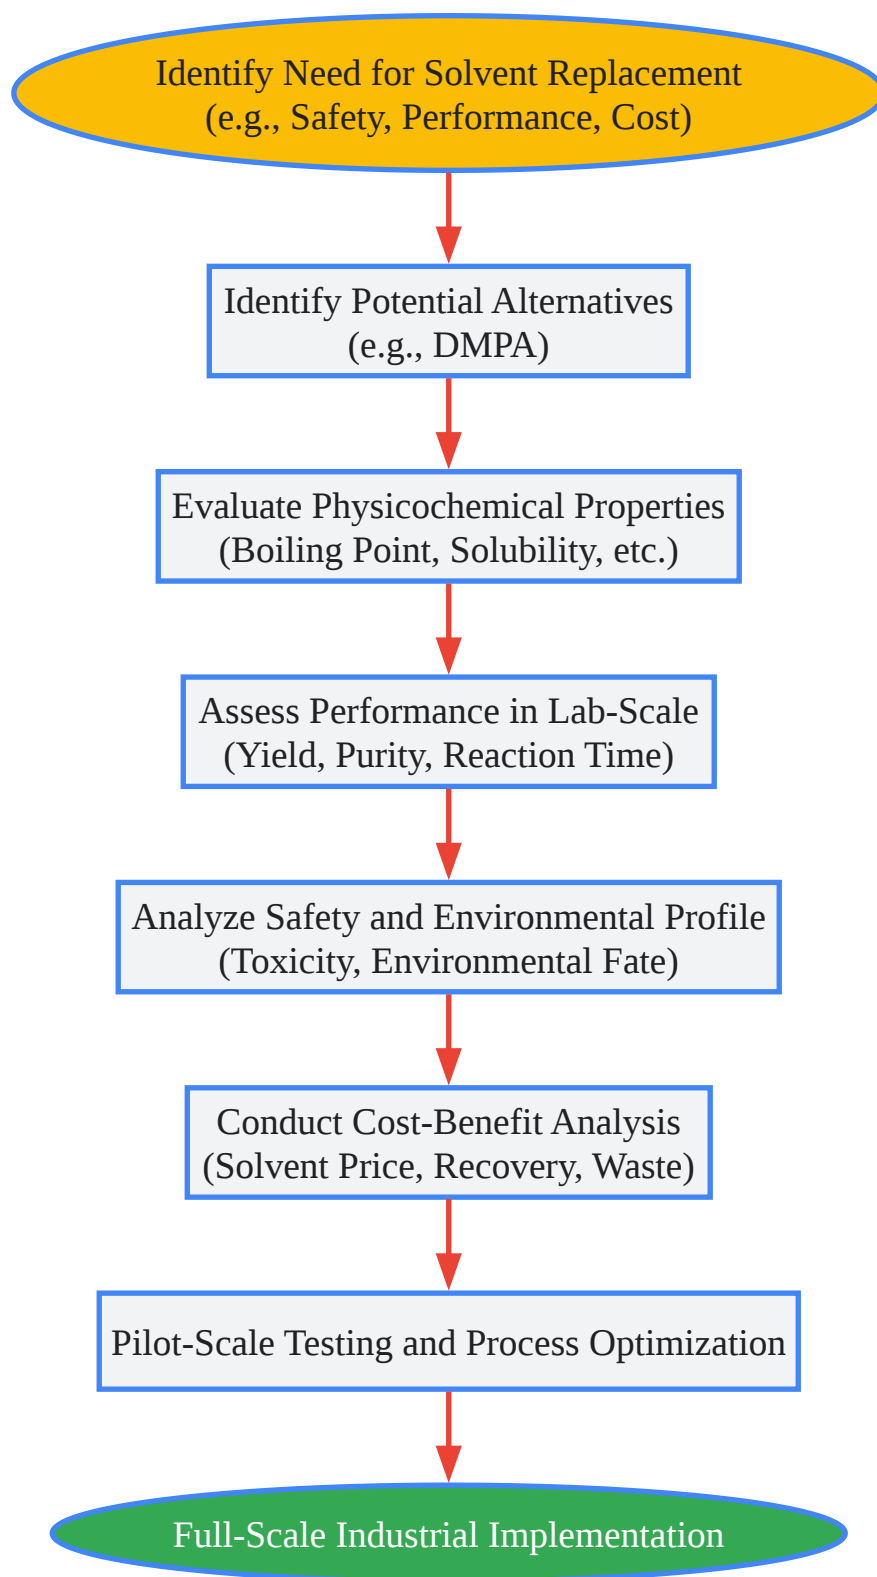 Identify Need for Solvent Replacement
(e.g., Safety, Performance, Cost)
Identify Potential Alternatives
(e.g., DMPA)
Evaluate Physicochemical Properties
(Boiling Point, Solubility, etc.)
Assess Performance in Lab-Scale
(Yield, Purity, Reaction Time)
Analyze Safety and Environmental Profile
(Toxicity, Environmental Fate)
Conduct Cost-Benefit Analysis
(Solvent Price, Recovery, Waste)
Pilot-Scale Testing and Process Optimization
Full-Scale Industrial Implementation